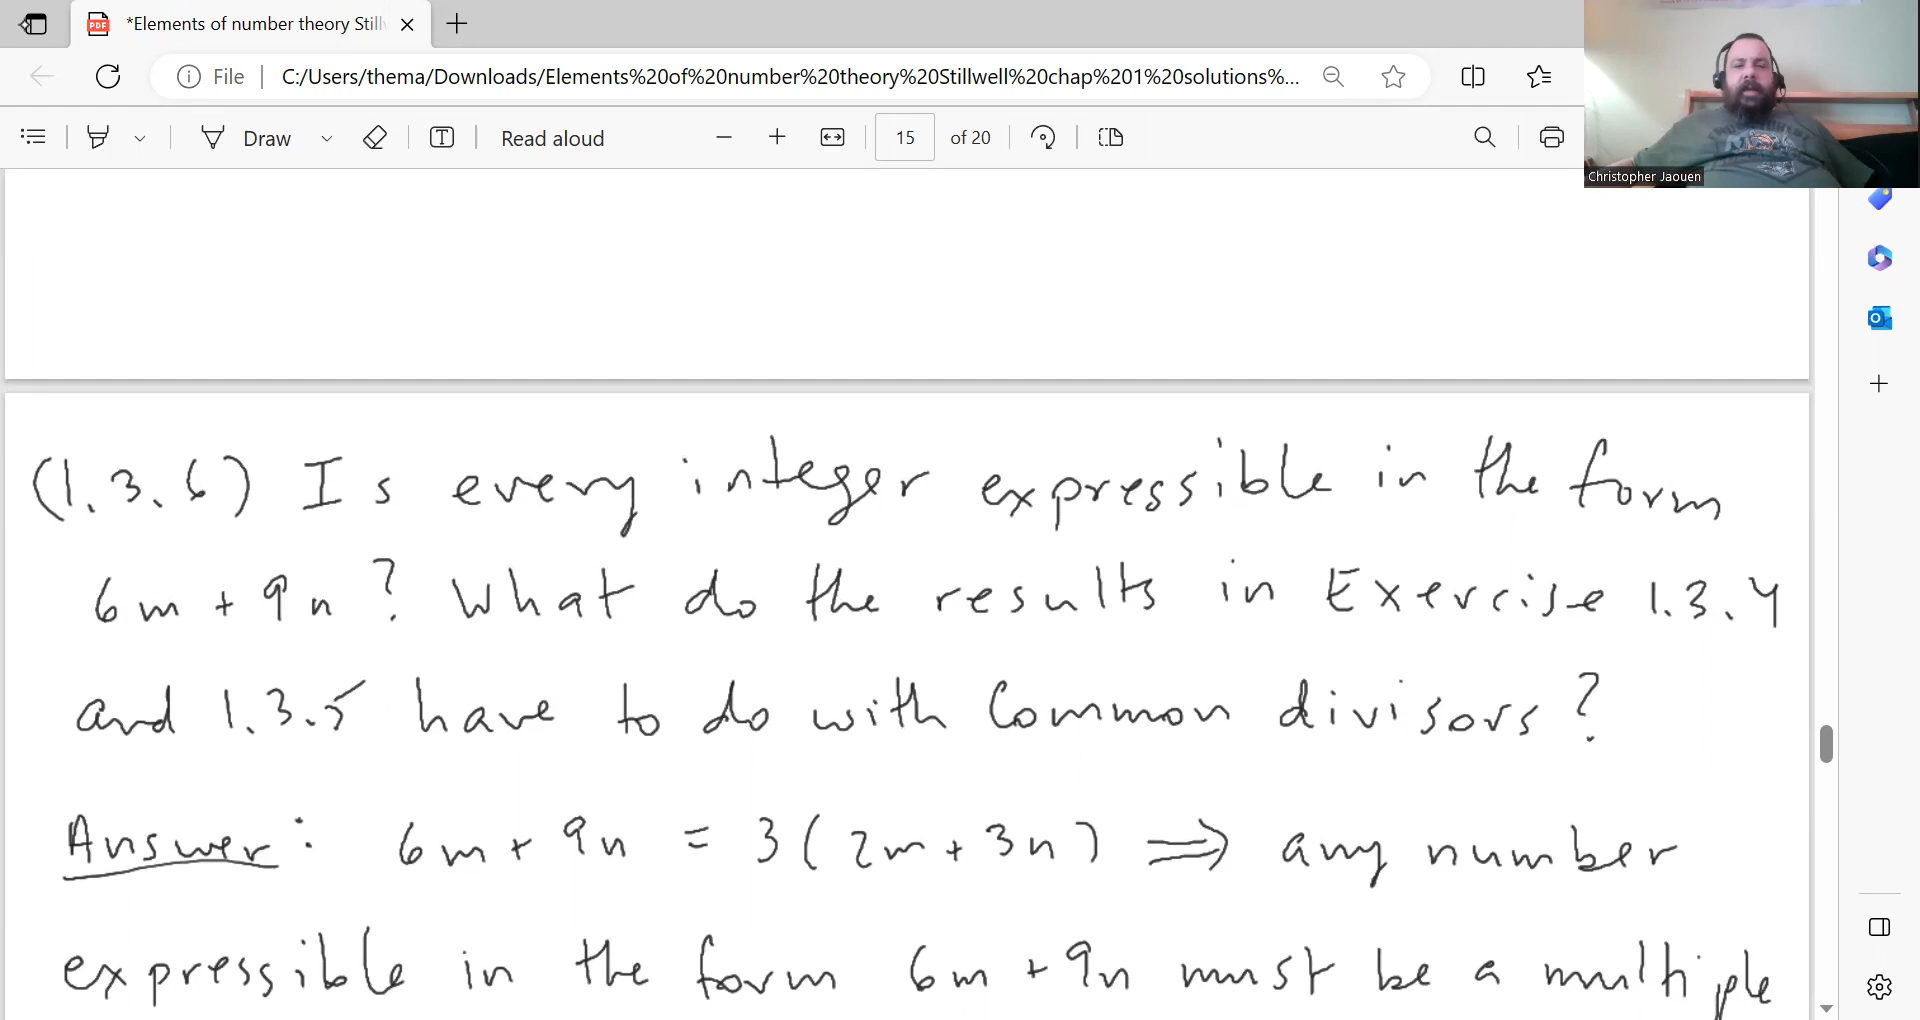 *Elements of number theory Still
File
C:/Users/thema/Downloads/Elements%20of%20number%20theory%20Stillwell%20chap%201%20solutions%...
Draw
Read aloud
15
of 20
Christopher Jaouen
(1.3.6) Is every integer expressible in the form
6m + 9n? What do the results in Exercise 1.3.4
and 1.3.5 have to do with Common divisors?
Answer: 6m + 9n = 3(2m + 3n) ⟹ any number
expressible in the form 6m + 9n must be a multiple